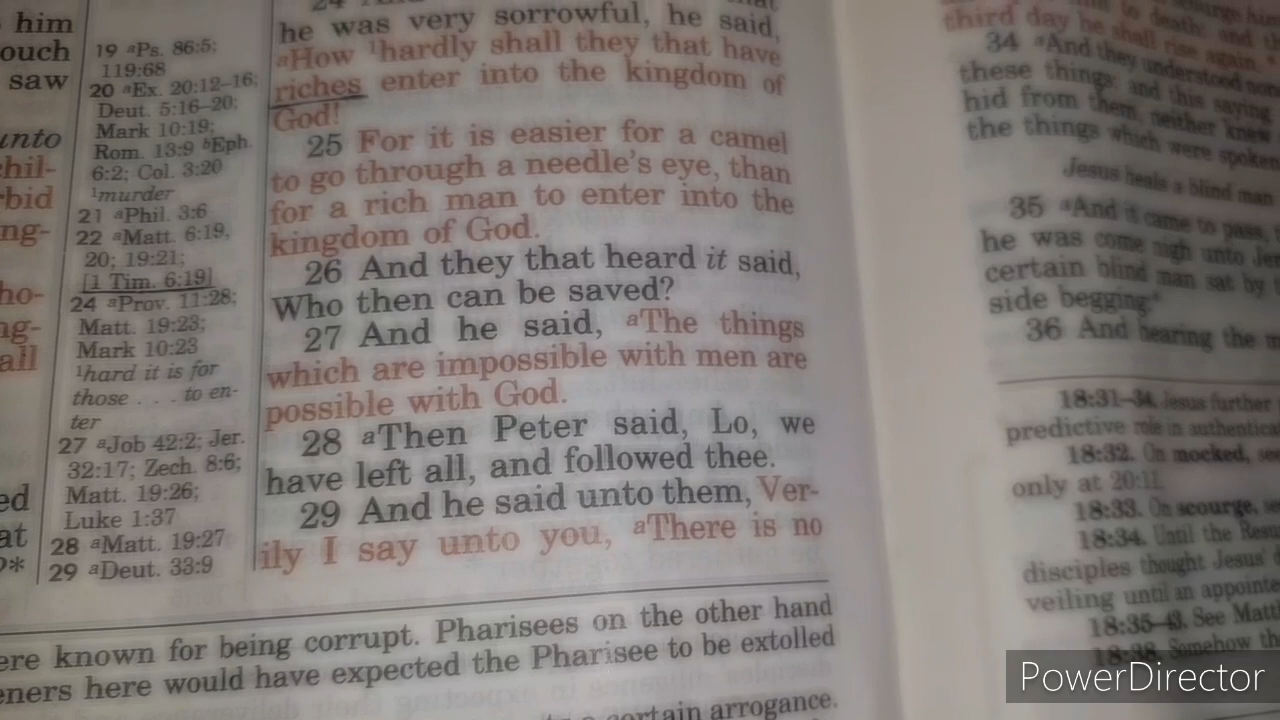 him
ouch
saw
unto
hil-
rbid
ng-
ho-
ng-
all
ed
at
?*
19 aPs. 86:5;
119:68
20 aEx. 20:12–16;
Deut. 5:16–20;
Mark 10:19;
Rom. 13:9 bEph.
6:2; Col. 3:20
1murder
21 aPhil. 3:6
22 aMatt. 6:19,
20; 19:21;
[1 Tim. 6:19]
24 aProv. 11:28;
Matt. 19:23;
Mark 10:23
1hard it is for
those . . . to en-
ter
27 aJob 42:2; Jer.
32:17; Zech. 8:6;
Matt. 19:26;
Luke 1:37
28 aMatt. 19:27
29 aDeut. 33:9
24
he was very sorrowful, he said,
aHow 1hardly shall they that have
riches enter into the kingdom of
God!
25 For it is easier for a camel
to go through a needle's eye, than
for a rich man to enter into the
kingdom of God.
26 And they that heard it said,
Who then can be saved?
27 And he said, aThe things
which are impossible with men are
possible with God.
28 aThen Peter said, Lo, we
have left all, and followed thee.
29 And he said unto them, Ver-
ily I say unto you, aThere is no
ere known for being corrupt. Pharisees on the other hand
eners here would have expected the Pharisee to be extolled
certain arrogance.
to death: and th
third day he shall rise again.
34 aAnd they understood non
these things: and this saying
hid from them, neither knew
the things which were spoken
Jesus heals a blind man
35 aAnd it came to pass,
he was come nigh unto Jer
certain blind man sat by
side begging:
36 And hearing the m
18:31–34. Jesus further
predictive role in authentica
18:32. On mocked, see
only at 20:11.
18:33. On scourge, se
18:34. Until the Resu
disciples thought Jesus'
veiling until an appointe
18:35–43. See Matt
18:38. Somehow th
PowerDirector